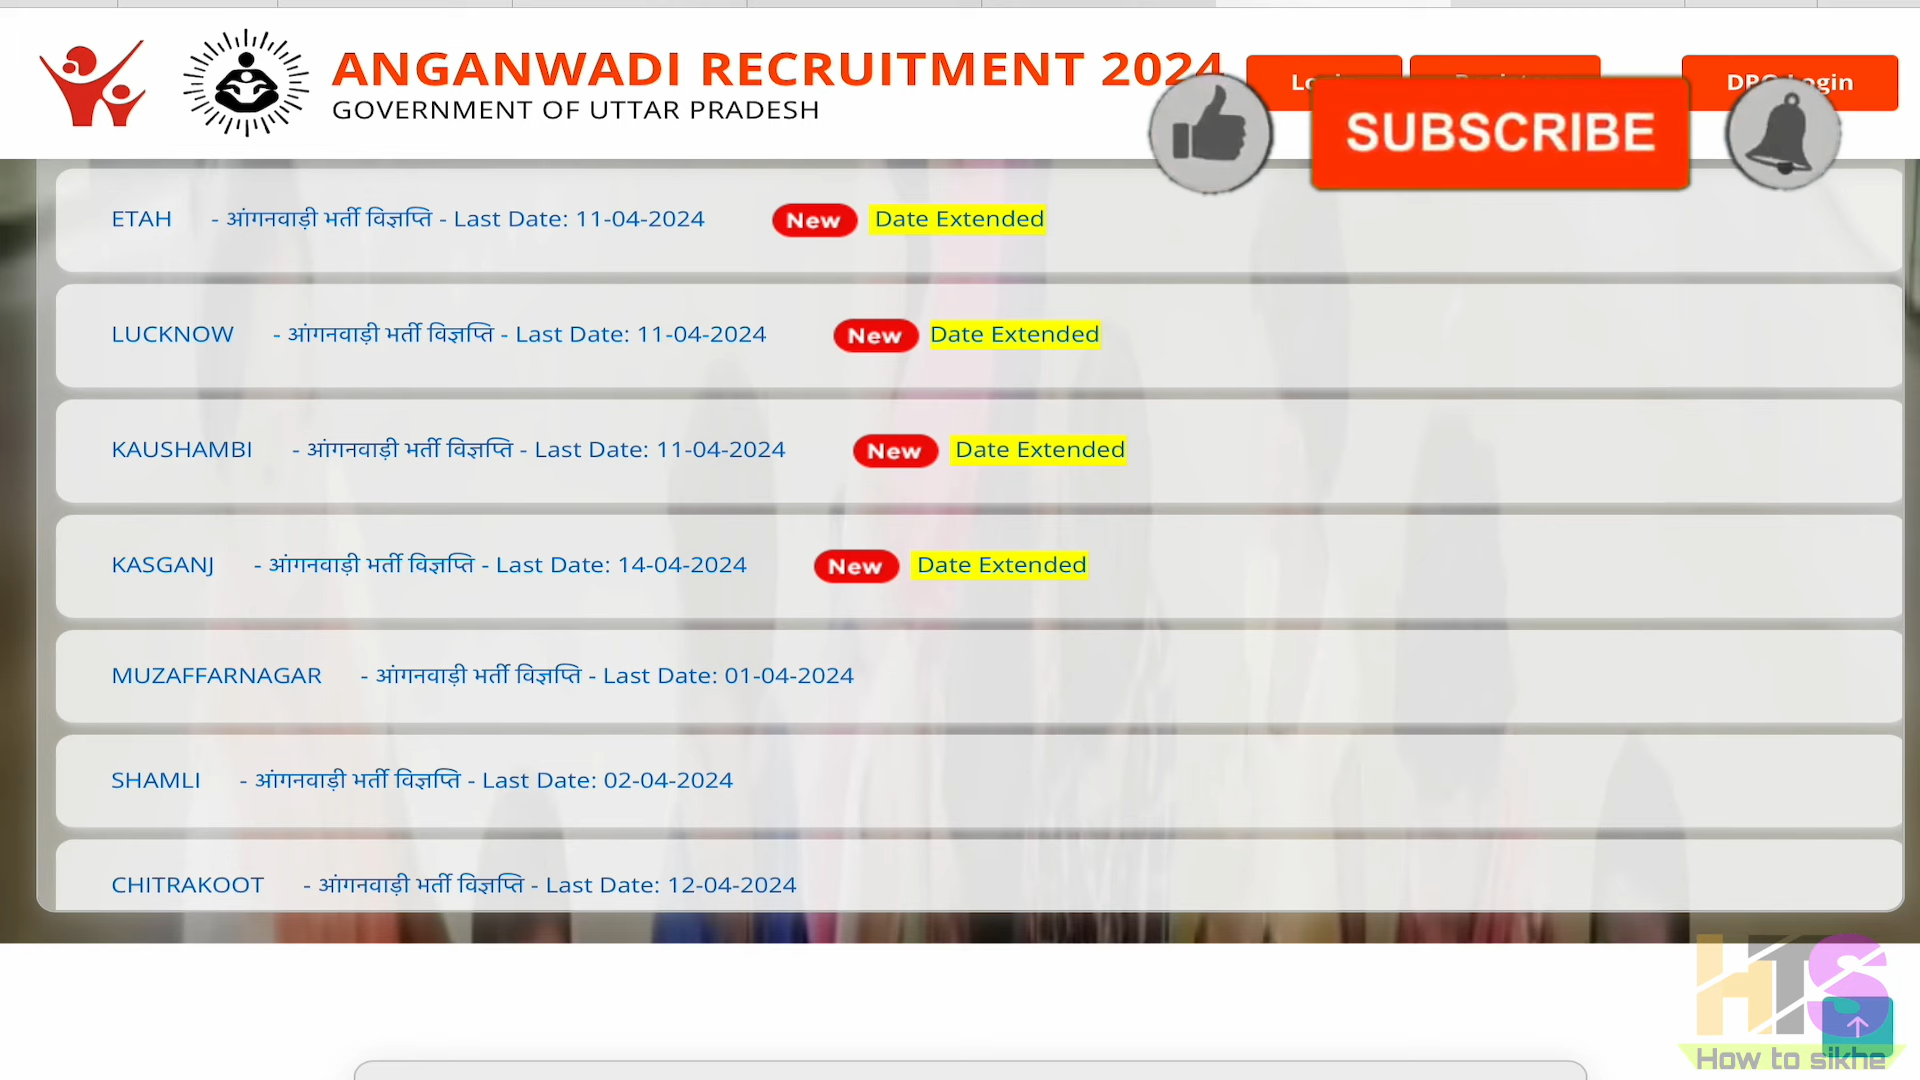 ANGANWADI RECRUITMENT 2024
GOVERNMENT OF UTTAR PRADESH
SUBSCRIBE
ETAH - आंगनवाड़ी भर्ती विज्ञप्ति - Last Date: 11-04-2024 New Date Extended
LUCKNOW - आंगनवाड़ी भर्ती विज्ञप्ति - Last Date: 11-04-2024 New Date Extended
KAUSHAMBI - आंगनवाड़ी भर्ती विज्ञप्ति - Last Date: 11-04-2024 New Date Extended
KASGANJ - आंगनवाड़ी भर्ती विज्ञप्ति - Last Date: 14-04-2024 New Date Extended
MUZAFFARNAGAR - आंगनवाड़ी भर्ती विज्ञप्ति - Last Date: 01-04-2024
SHAMLI - आंगनवाड़ी भर्ती विज्ञप्ति - Last Date: 02-04-2024
CHITRAKOOT - आंगनवाड़ी भर्ती विज्ञप्ति - Last Date: 12-04-2024
HTS
How to sikhe